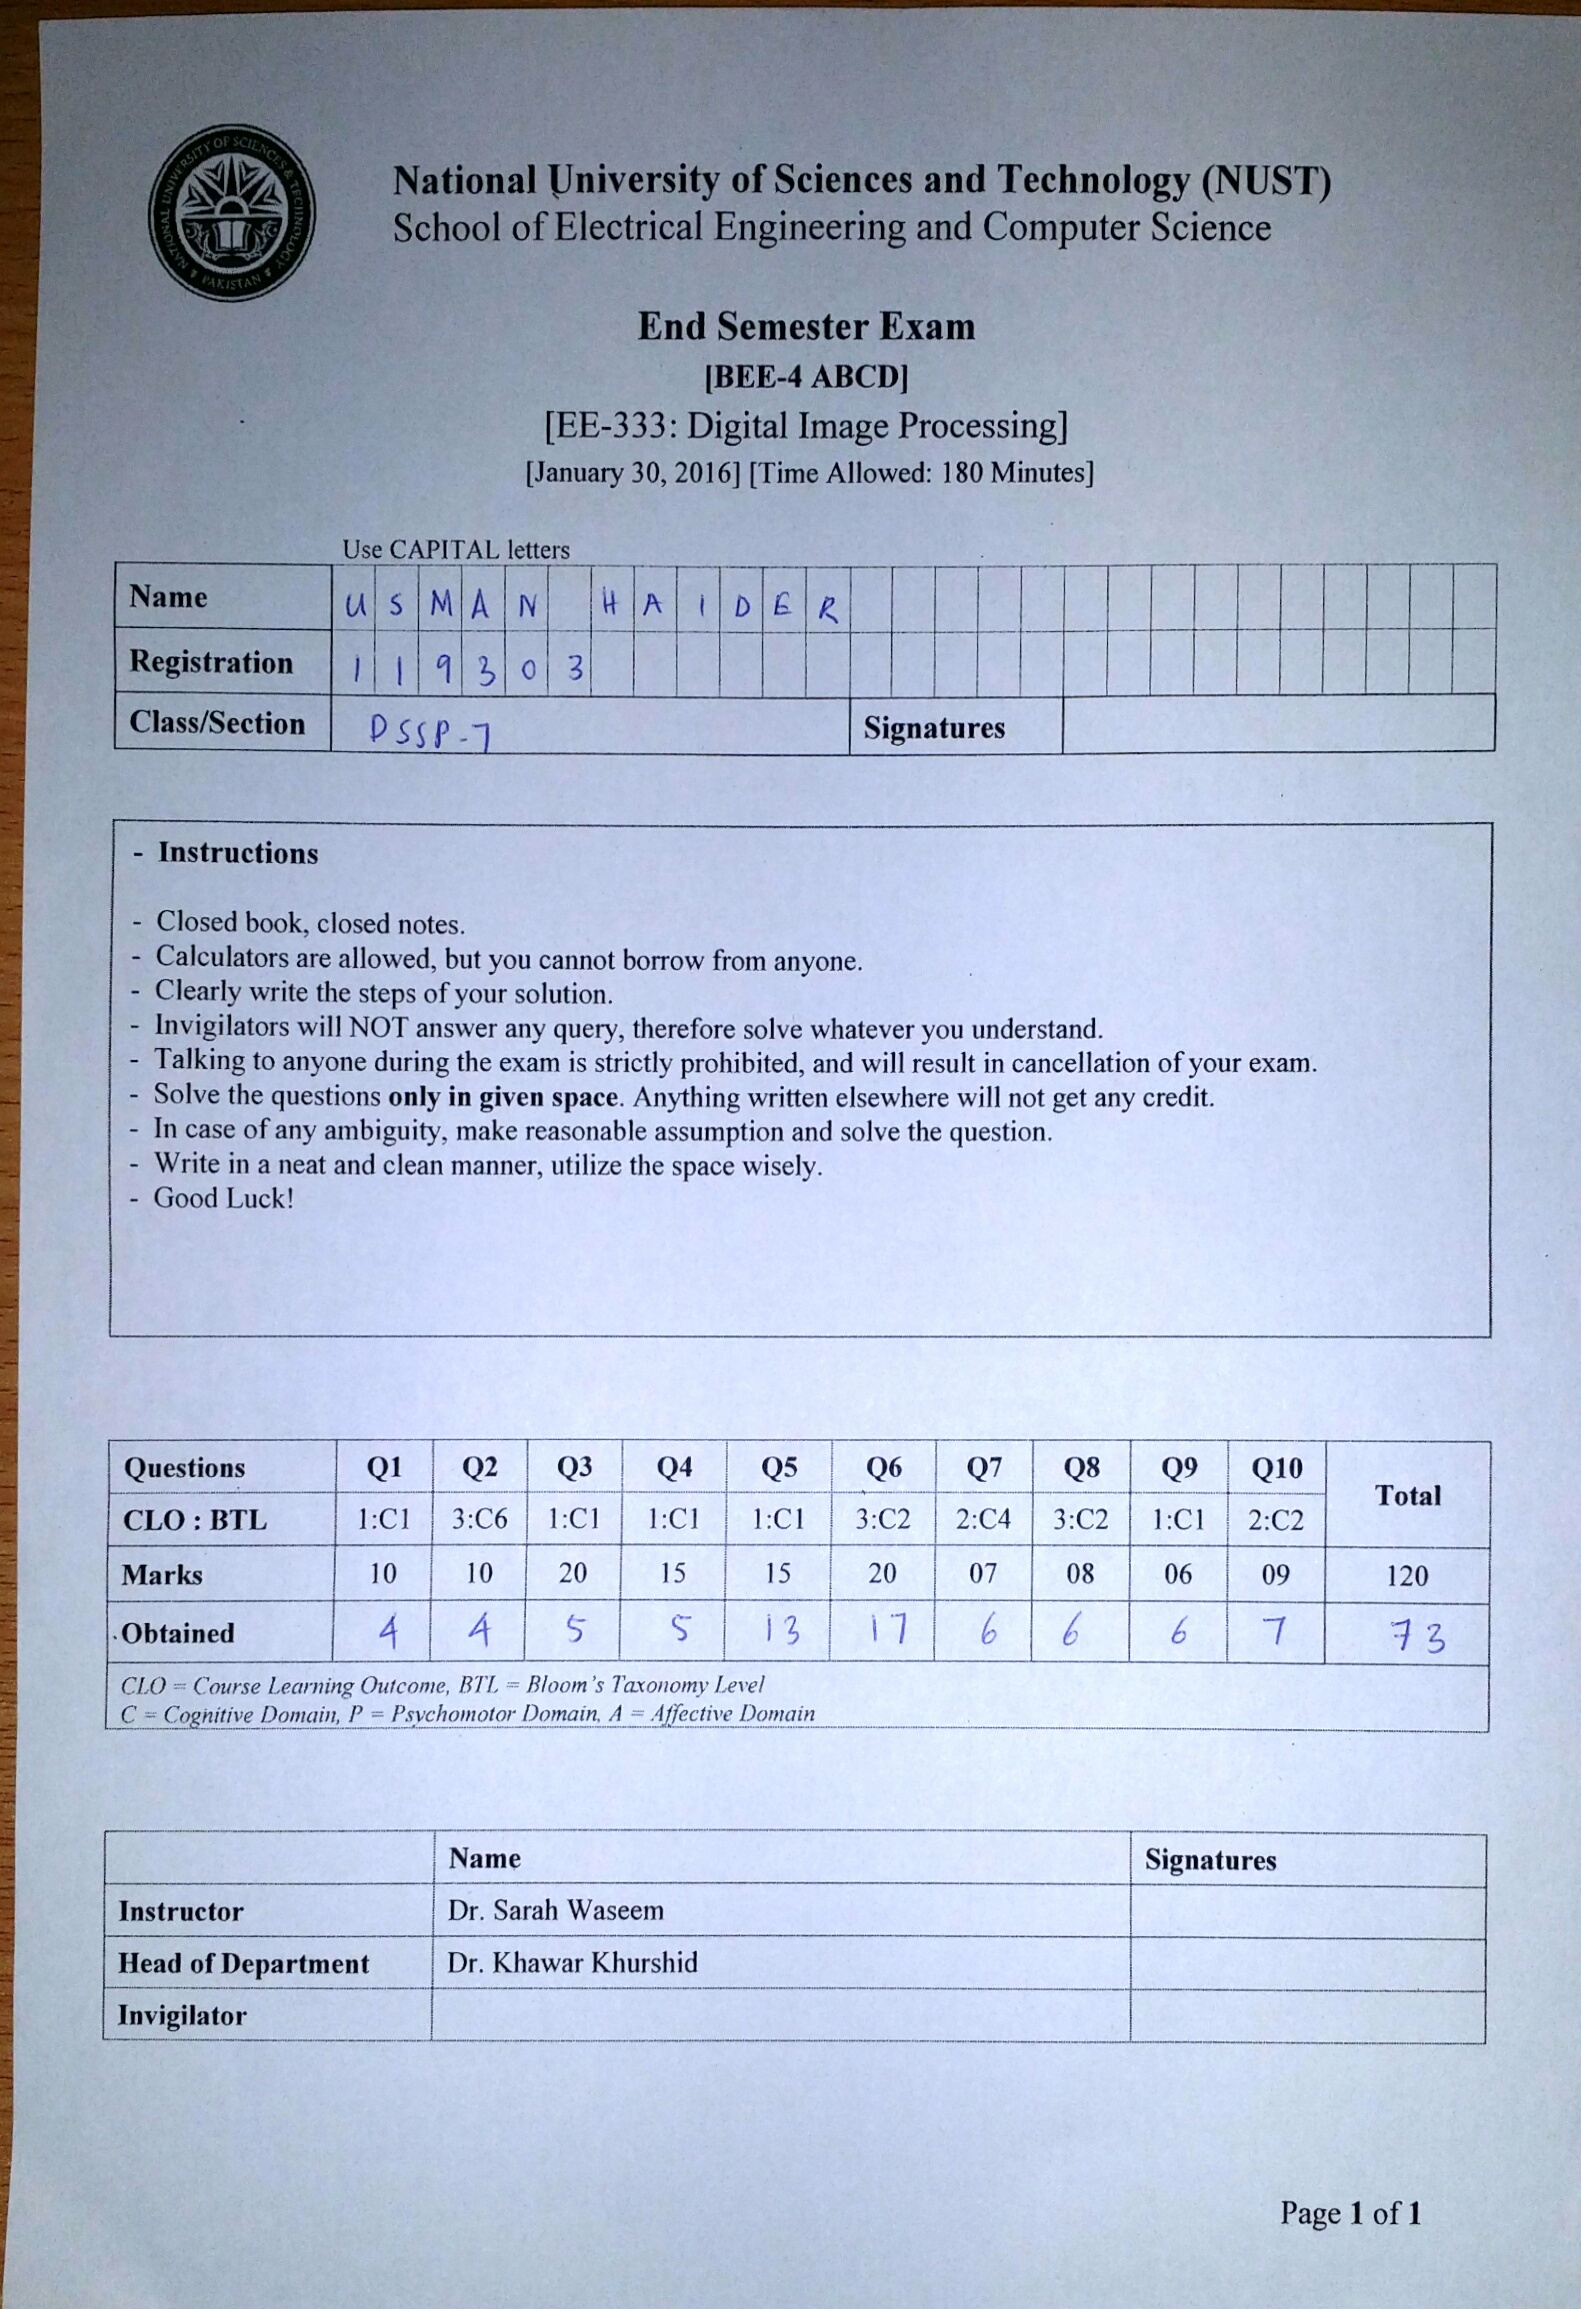 NATIONAL UNIVERSITY OF SCIENCES & TECHNOLOGY
PAKISTAN
National University of Sciences and Technology (NUST)
School of Electrical Engineering and Computer Science
End Semester Exam
[BEE-4 ABCD]
[EE-333: Digital Image Processing]
[January 30, 2016] [Time Allowed: 180 Minutes]
Use CAPITAL letters
Name USMAN HAIDER
Registration 119303
Class/Section DSSP-7 Signatures
- Instructions
- Closed book, closed notes.
- Calculators are allowed, but you cannot borrow from anyone.
- Clearly write the steps of your solution.
- Invigilators will NOT answer any query, therefore solve whatever you understand.
- Talking to anyone during the exam is strictly prohibited, and will result in cancellation of your exam.
- Solve the questions only in given space. Anything written elsewhere will not get any credit.
- In case of any ambiguity, make reasonable assumption and solve the question.
- Write in a neat and clean manner, utilize the space wisely.
- Good Luck!
Questions Q1 Q2 Q3 Q4 Q5 Q6 Q7 Q8 Q9 Q10 Total
CLO : BTL 1:C1 3:C6 1:C1 1:C1 1:C1 3:C2 2:C4 3:C2 1:C1 2:C2
Marks 10 10 20 15 15 20 07 08 06 09 120
Obtained 4 4 5 5 13 17 6 6 6 7 73
CLO = Course Learning Outcome, BTL = Bloom's Taxonomy Level
C = Cognitive Domain, P = Psychomotor Domain, A = Affective Domain
Name Signatures
Instructor Dr. Sarah Waseem
Head of Department Dr. Khawar Khurshid
Invigilator
Page 1 of 1